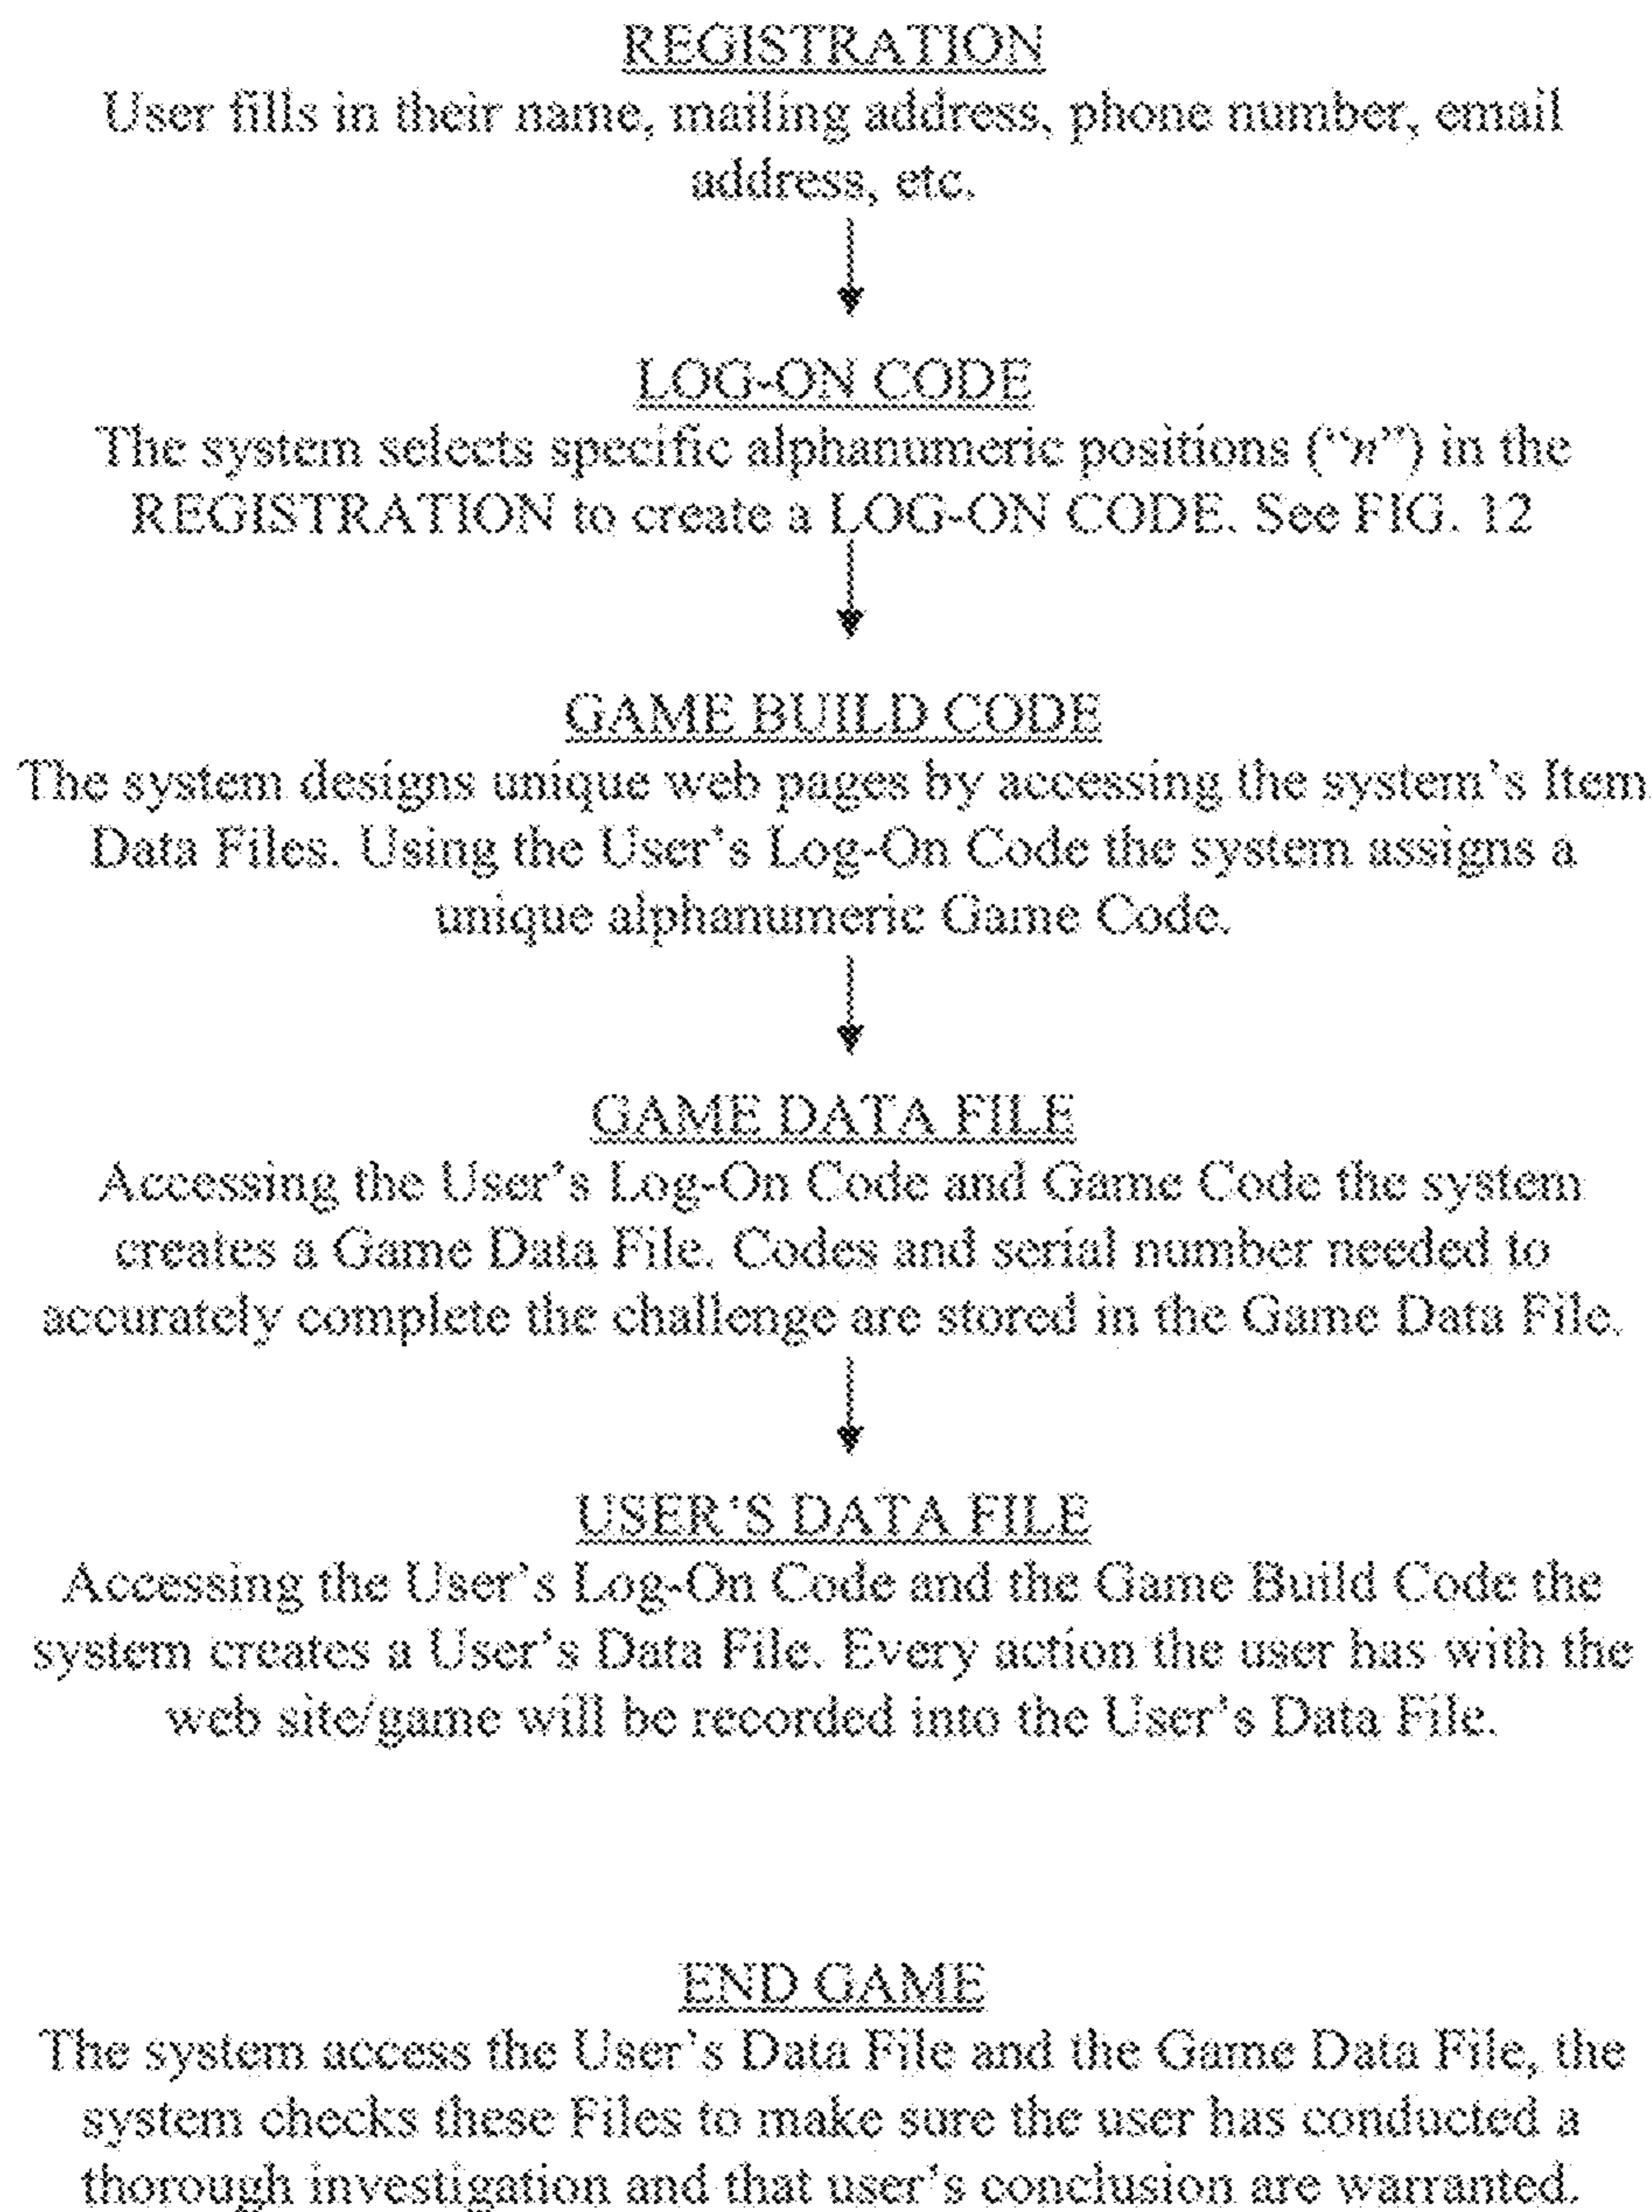 REGISTRATION
User fills in their name, mailing address, phone number, email
address, etc.
LOG-ON CODE
The system selects specific alphanumeric positions (“n”) in the
REGISTRATION to create a LOG-ON CODE. See FIG. 12
GAME BUILD CODE
The system designs unique web pages by accessing the system’s Item
Data Files. Using the User’s Log-On Code the system assigns a
unique alphanumeric Game Code.
GAME DATA FILE
Accessing the User’s Log-On Code and Game Code the system
creates a Game Data File. Codes and serial number needed to
accurately complete the challenge are stored in the Game Data File.
USER‘S DATA FILE
Accessing the User’s Log-On Code and the Game Build Code the
system creates a User’s Data File. Every action the user has with the
web site/game will be recorded into the User’s Data File.
END GAME
The system access the User’s Data File and the Game Data File, the
system checks these Files to make sure the user has conducted a
thorough investigation and that user’s conclusion are warranted.